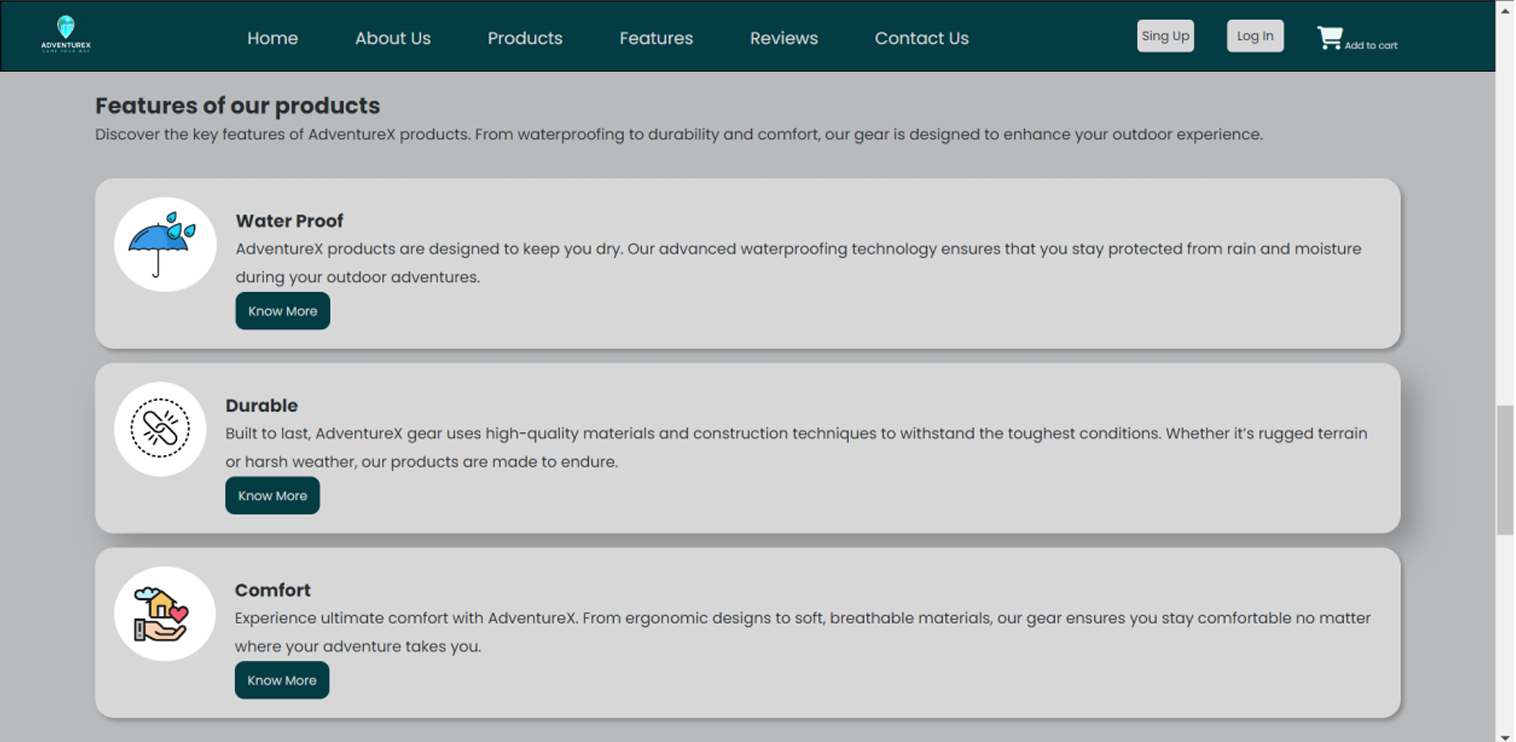 ADVENTUREX
CAMP YOUR WAY
Home About Us Products Features Reviews Contact Us Sing Up Log In Add to cart
Features of our products
Discover the key features of AdventureX products. From waterproofing to durability and comfort, our gear is designed to enhance your outdoor experience.
Water Proof
AdventureX products are designed to keep you dry. Our advanced waterproofing technology ensures that you stay protected from rain and moisture
during your outdoor adventures.
Know More
Durable
Built to last, AdventureX gear uses high-quality materials and construction techniques to withstand the toughest conditions. Whether it’s rugged terrain
or harsh weather, our products are made to endure.
Know More
Comfort
Experience ultimate comfort with AdventureX. From ergonomic designs to soft, breathable materials, our gear ensures you stay comfortable no matter
where your adventure takes you.
Know More